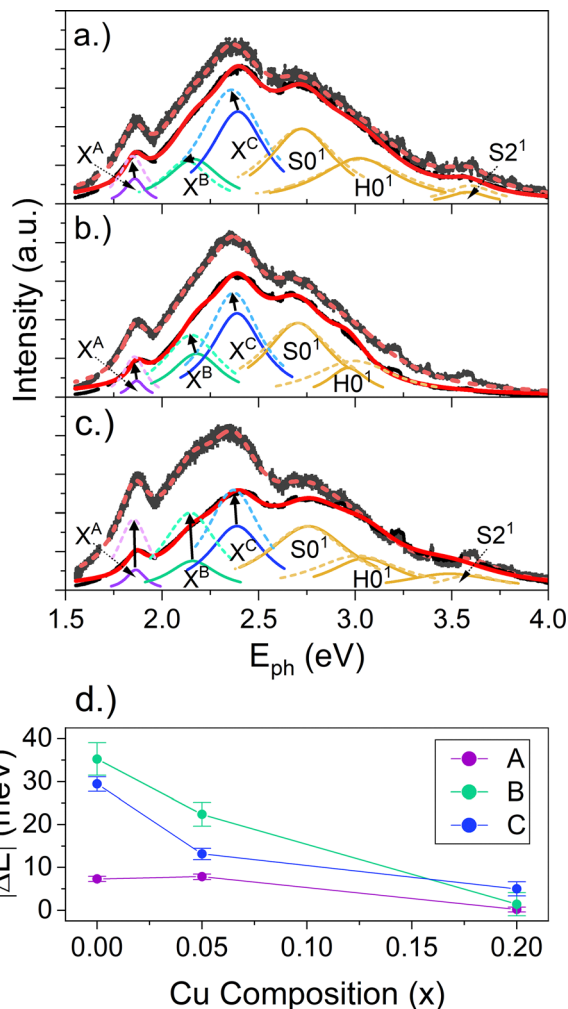 a.)
X^A
X^B
X^C
S0^1
H0^1
S2^1
b.)
X^A
X^B
X^C
S0^1
H0^1
c.)
X^A
X^B
X^C
S0^1
H0^1
S2^1
Intensity (a.u.)
1.5 2.0 2.5 3.0 3.5 4.0
E_ph (eV)
d.)
40
30
20
10
0
|ΔE| (meV)
A
B
C
0.00 0.05 0.10 0.15 0.20
Cu Composition (x)